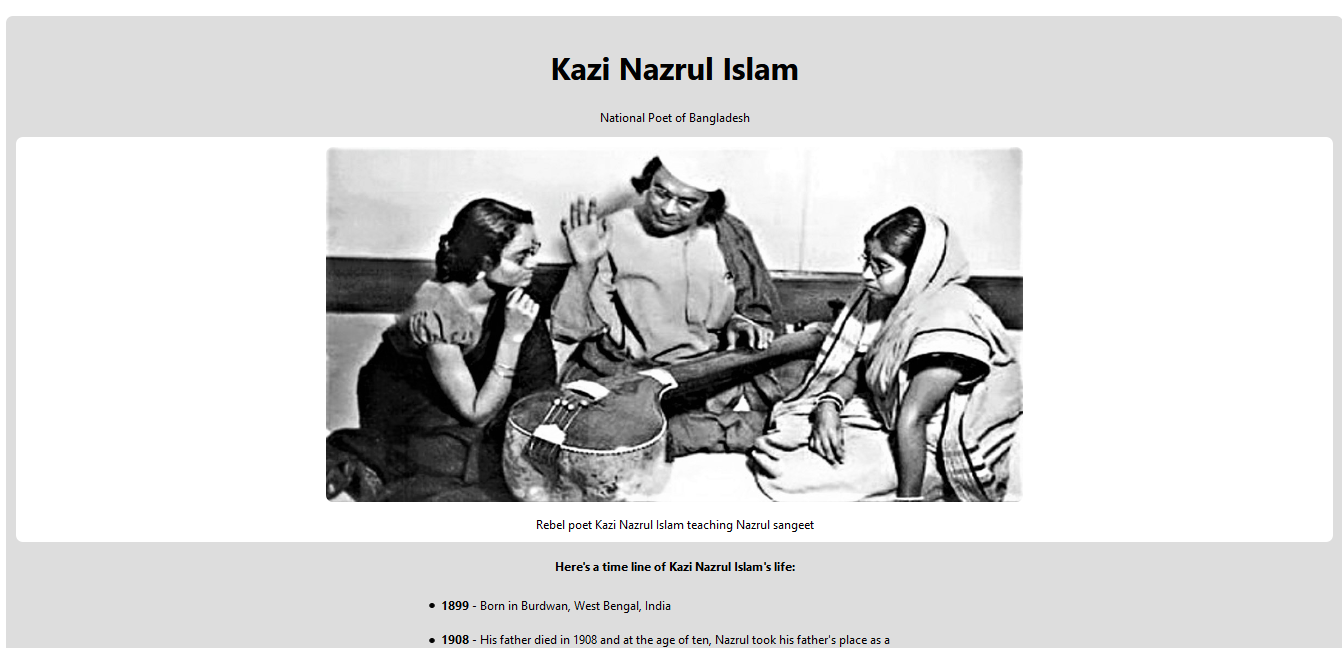 Kazi Nazrul Islam
National Poet of Bangladesh
Rebel poet Kazi Nazrul Islam teaching Nazrul sangeet
Here's a time line of Kazi Nazrul Islam's life:
● 1899 - Born in Burdwan, West Bengal, India
● 1908 - His father died in 1908 and at the age of ten, Nazrul took his father's place as a